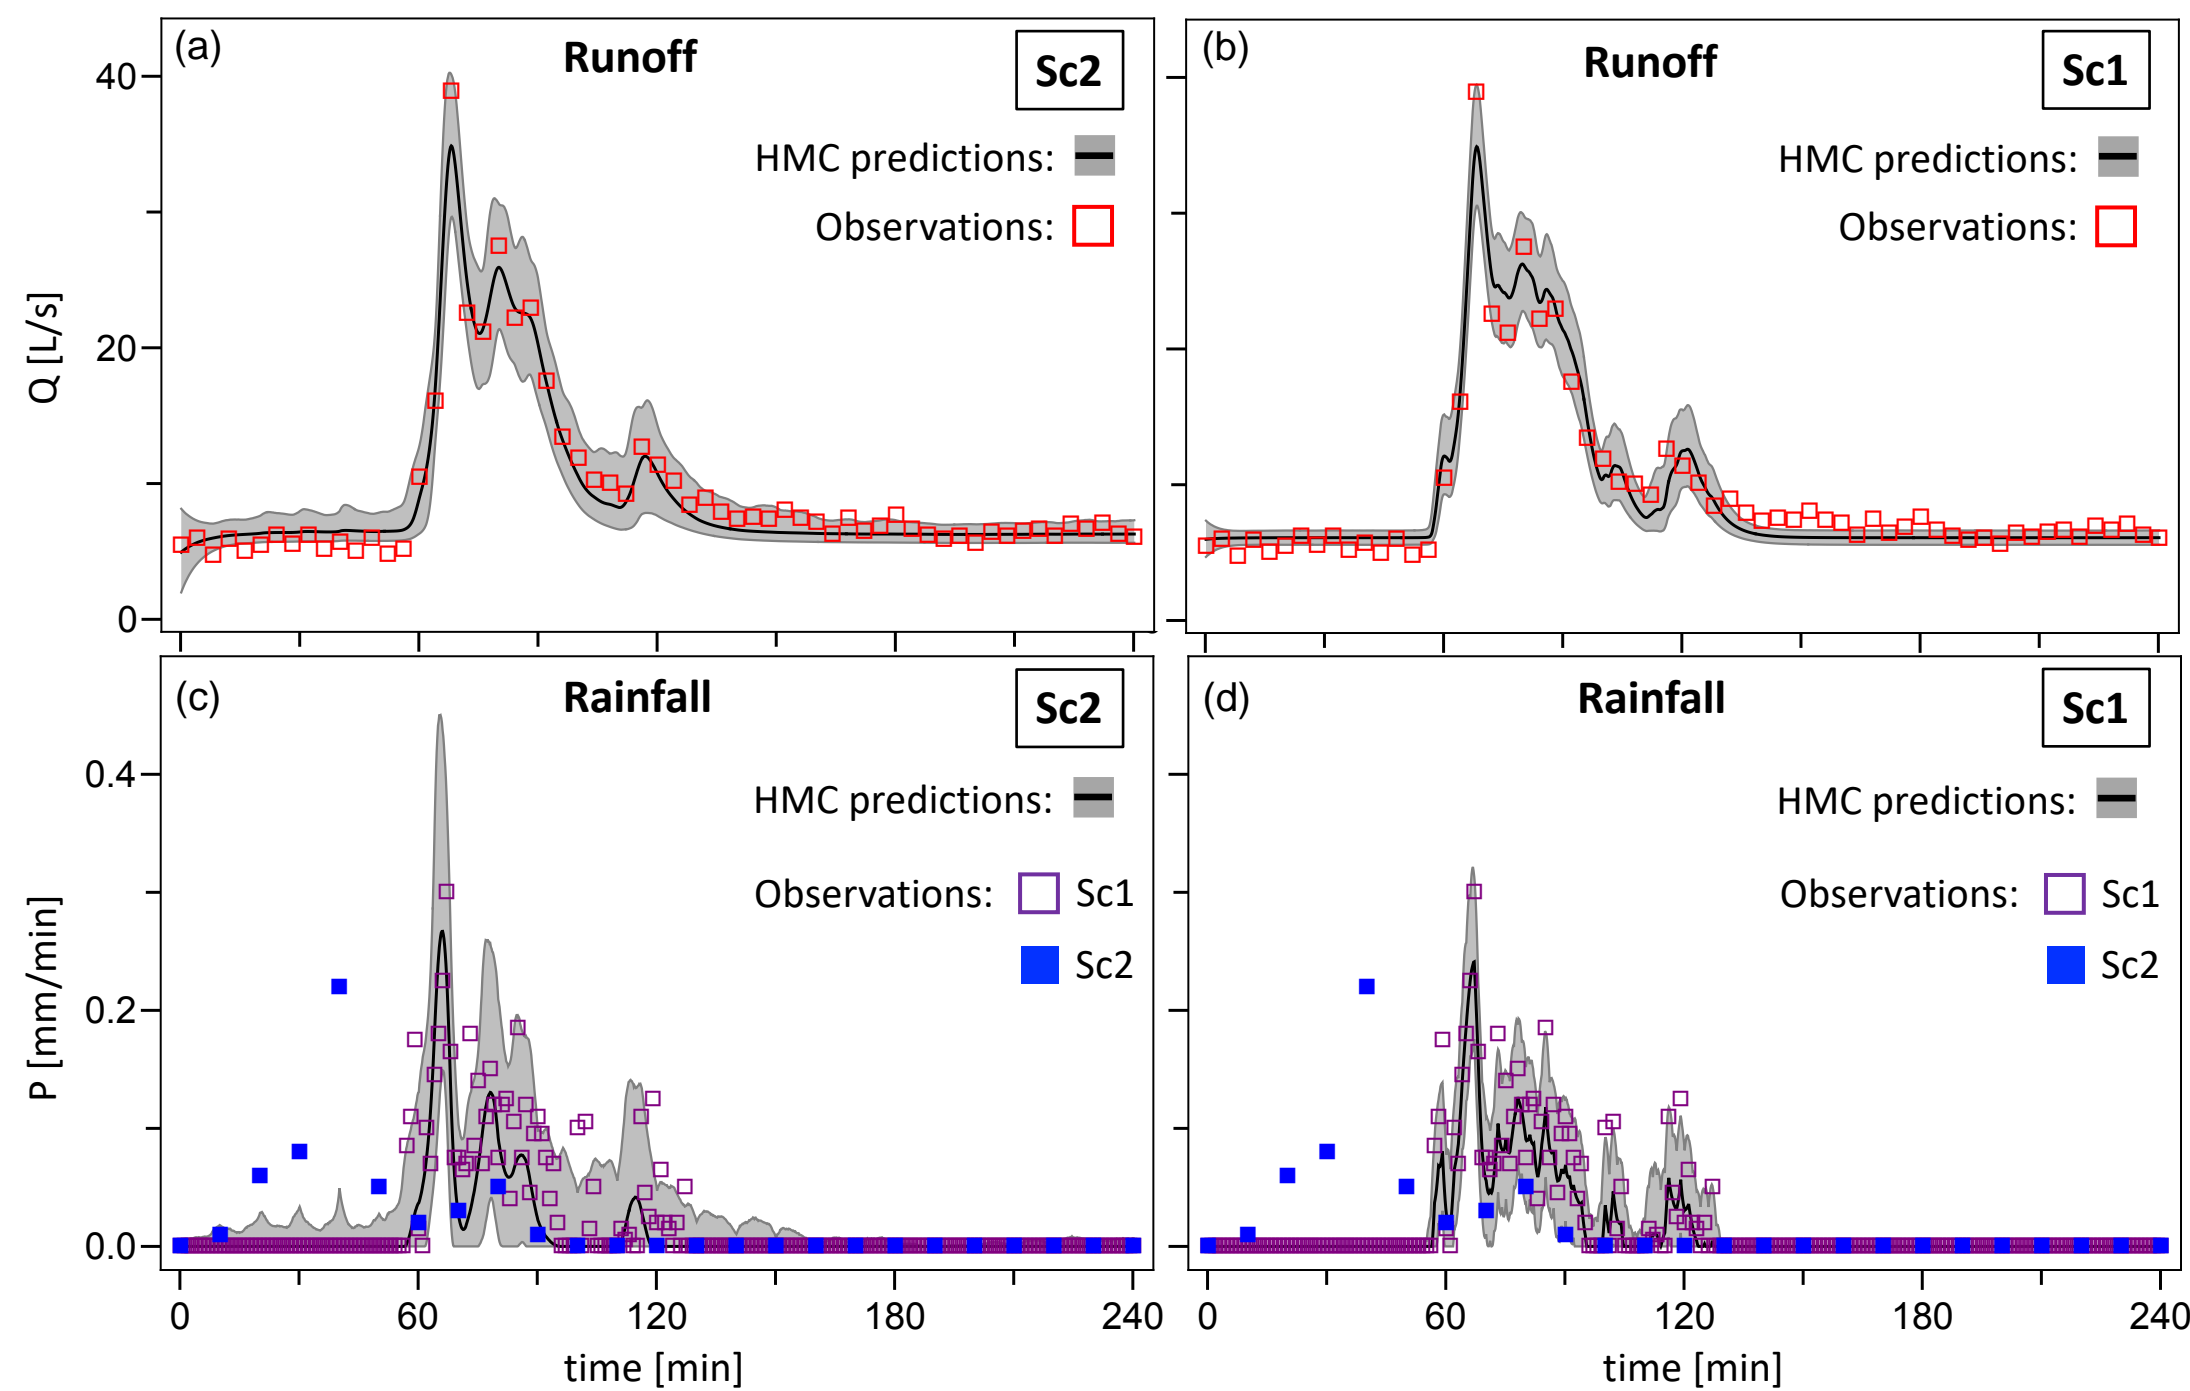 (a) Runoff Sc2
HMC predictions:
Observations:
40
20
0
Q [L/s]
(b) Runoff Sc1
HMC predictions:
Observations:
(c) Rainfall Sc2
HMC predictions:
Observations: Sc1
Sc2
0.4
0.2
0.0
P [mm/min]
0 60 120 180 240
time [min]
(d) Rainfall Sc1
HMC predictions:
Observations: Sc1
Sc2
0 60 120 180 240
time [min]